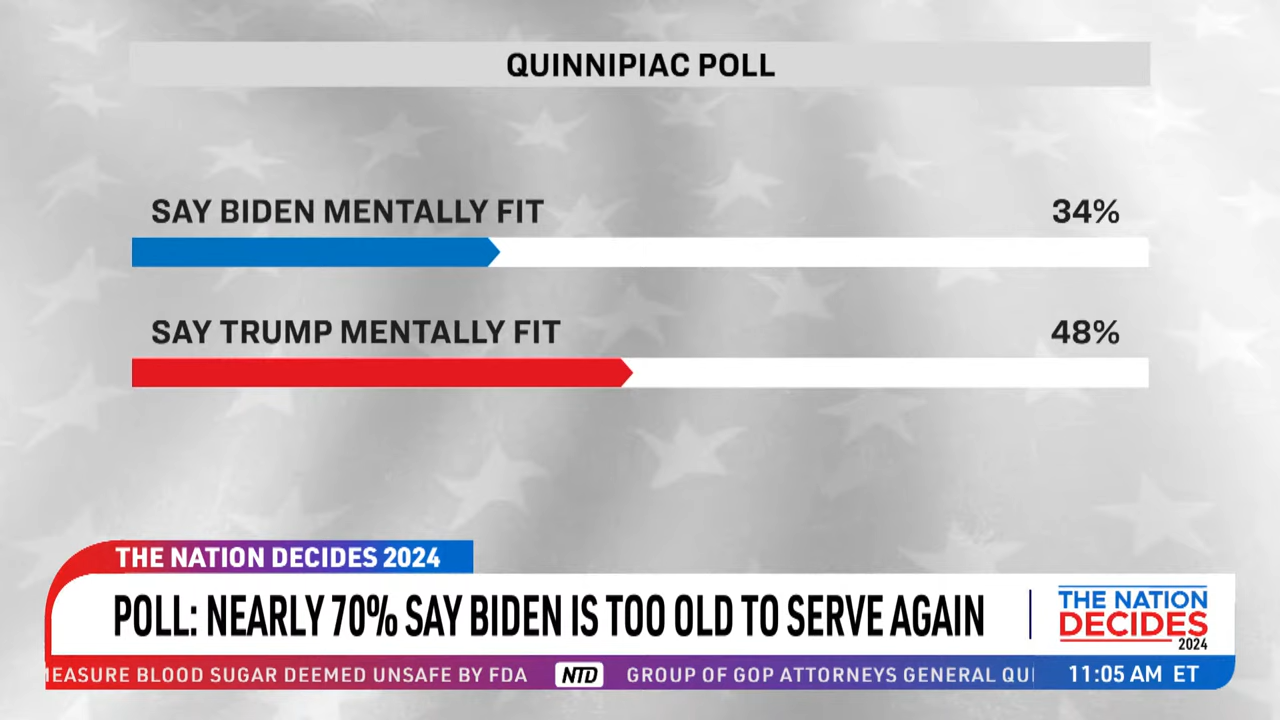 QUINNIPIAC POLL
SAY BIDEN MENTALLY FIT 34%
SAY TRUMP MENTALLY FIT 48%
THE NATION DECIDES 2024
POLL: NEARLY 70% SAY BIDEN IS TOO OLD TO SERVE AGAIN
THE NATION
DECIDES
2024
EASURE BLOOD SUGAR DEEMED UNSAFE BY FDA NTD GROUP OF GOP ATTORNEYS GENERAL QUI 11:05 AM ET